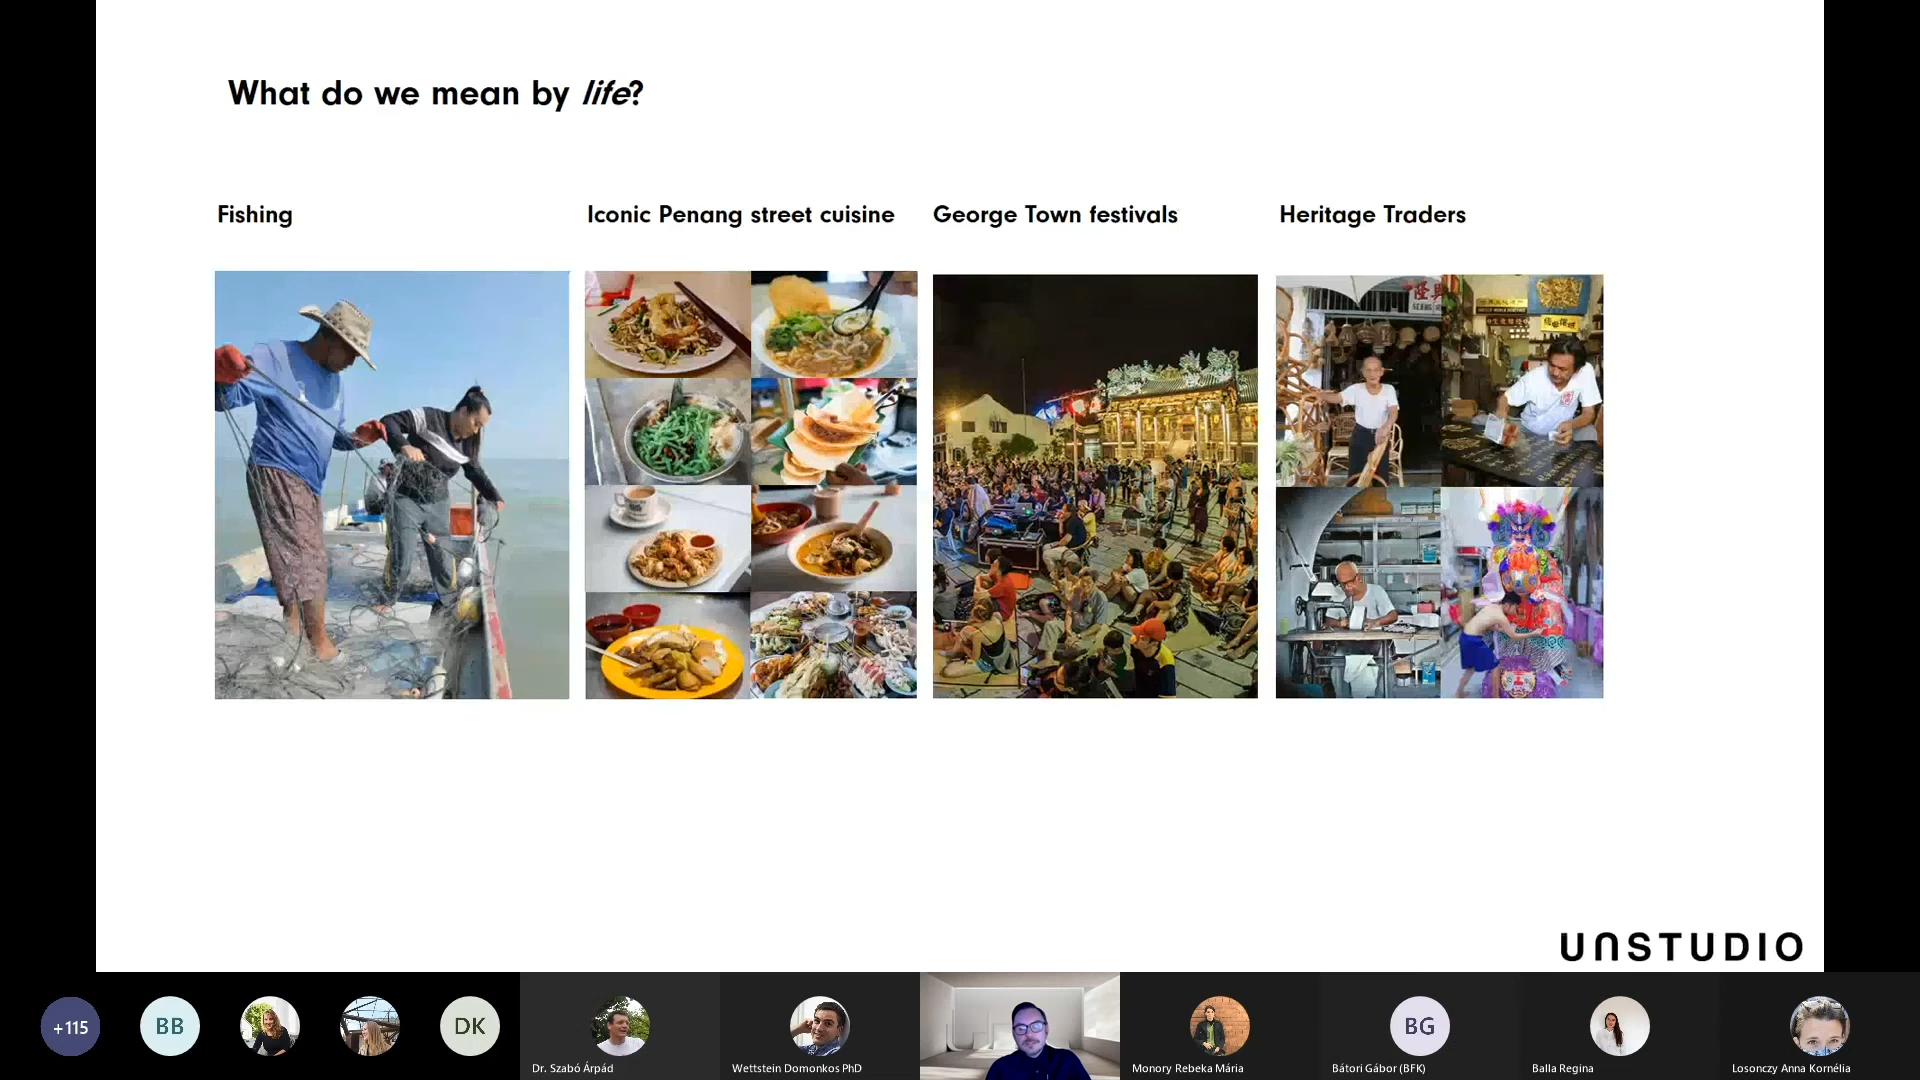 What do we mean by life?
Fishing
Iconic Penang street cuisine
George Town festivals
Heritage Traders
UNSTUDIO
+115
BB
DK
Dr. Szabó Árpád
Wettstein Domonkos PhD
Monory Rebeka Mária
BG
Bátori Gábor (BFK)
Balla Regina
Losonczy Anna Kornélia